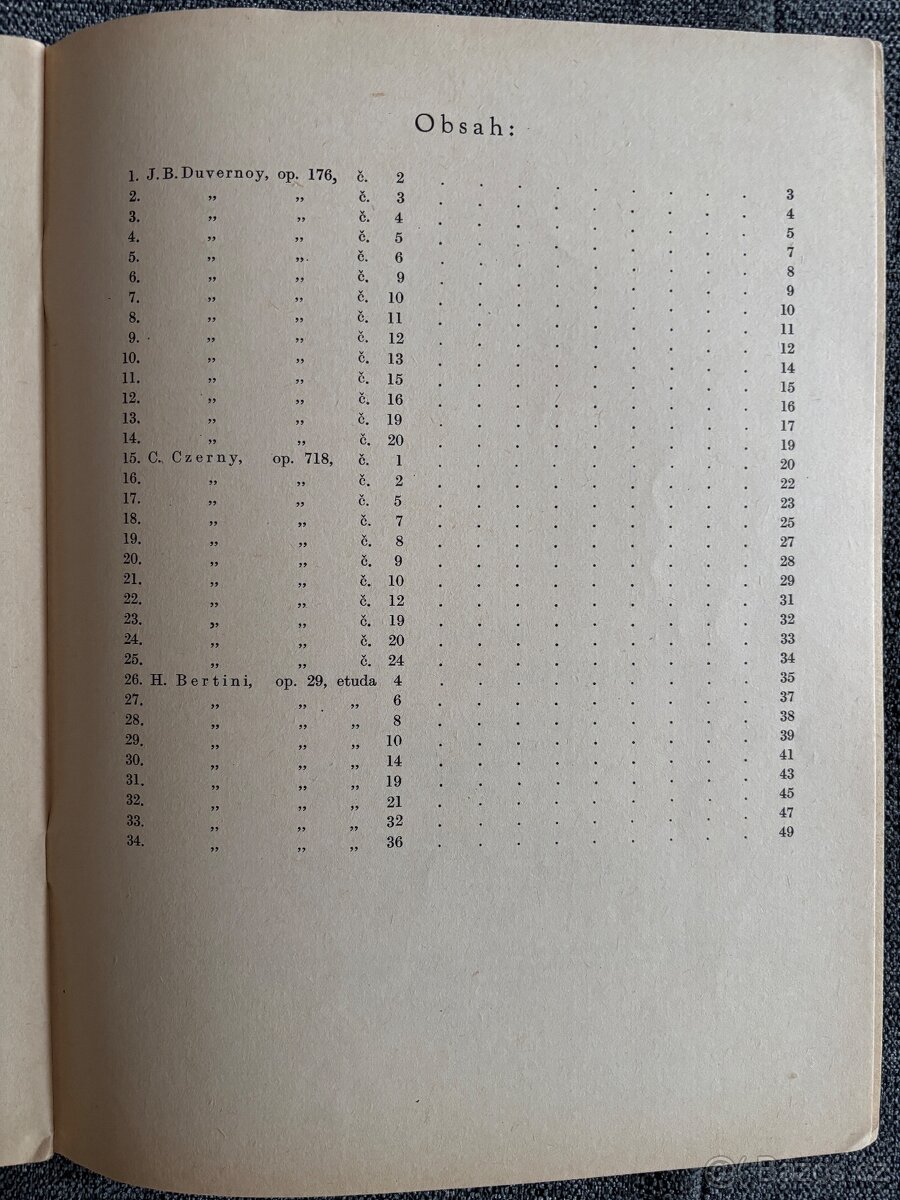 Obsah:
1. J.B.Duvernoy, op. 176, č. 2 . . . . . . . . . 3
2. „ „ č. 3 . . . . . . . . . 4
3. „ „ č. 4 . . . . . . . . . 5
4. „ „ č. 5 . . . . . . . . . 7
5. „ „ č. 6 . . . . . . . . . 8
6. „ „ č. 9 . . . . . . . . . 9
7. „ „ č. 10 . . . . . . . . . 10
8. „ „ č. 11 . . . . . . . . . 11
9. „ „ č. 12 . . . . . . . . . 12
10. „ „ č. 13 . . . . . . . . . 14
11. „ „ č. 15 . . . . . . . . . 15
12. „ „ č. 16 . . . . . . . . . 16
13. „ „ č. 19 . . . . . . . . . 17
14. „ „ č. 20 . . . . . . . . . 19
15. C. Czerny, op. 718, č. 1 . . . . . . . . . 20
16. „ „ č. 2 . . . . . . . . . 22
17. „ „ č. 5 . . . . . . . . . 23
18. „ „ č. 7 . . . . . . . . . 25
19. „ „ č. 8 . . . . . . . . . 27
20. „ „ č. 9 . . . . . . . . . 28
21. „ „ č. 10 . . . . . . . . . 29
22. „ „ č. 12 . . . . . . . . . 31
23. „ „ č. 19 . . . . . . . . . 32
24. „ „ č. 20 . . . . . . . . . 33
25. „ „ č. 24 . . . . . . . . . 34
26. H. Bertini, op. 29, etuda 4 . . . . . . . . . 35
27. „ „ „ 6 . . . . . . . . . 37
28. „ „ „ 8 . . . . . . . . . 38
29. „ „ „ 10 . . . . . . . . . 39
30. „ „ „ 14 . . . . . . . . . 41
31. „ „ „ 19 . . . . . . . . . 43
32. „ „ „ 21 . . . . . . . . . 45
33. „ „ „ 32 . . . . . . . . . 47
34. „ „ „ 36 . . . . . . . . . 49
Bazoš.cz